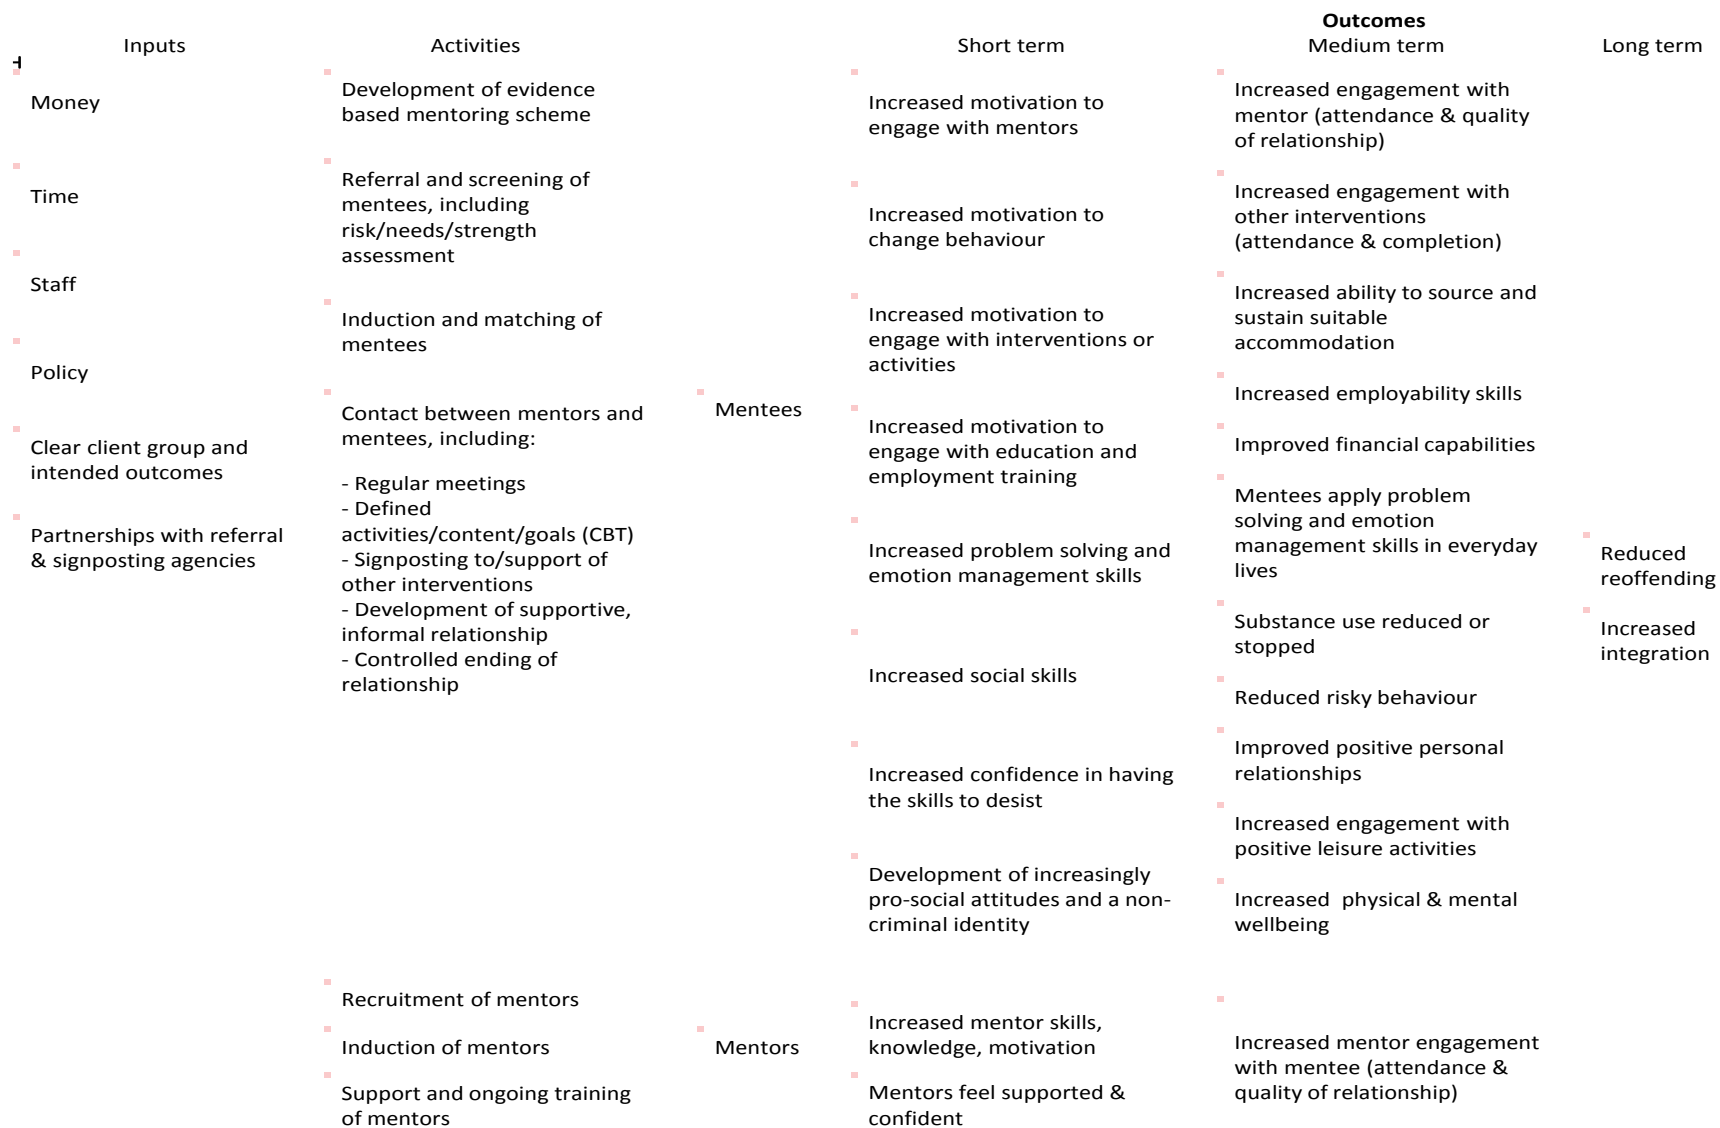 Outcomes
Inputs
Activities
Short term
Medium term
Long term
Money
Time
Staff
Policy
Clear client group and
intended outcomes
Partnerships with referral
& signposting agencies
Development of evidence
based mentoring scheme
Referral and screening of
mentees, including
risk/needs/strength
assessment
Induction and matching of
mentees
Contact between mentors and
mentees, including:
- Regular meetings
- Defined
activities/content/goals (CBT)
- Signposting to/support of
other interventions
- Development of supportive,
informal relationship
- Controlled ending of
relationship
Recruitment of mentors
Induction of mentors
Support and ongoing training
of mentors
Mentees
Mentors
Increased motivation to
engage with mentors
Increased motivation to
change behaviour
Increased motivation to
engage with interventions or
activities
Increased motivation to
engage with education and
employment training
Increased problem solving and
emotion management skills
Increased social skills
Increased confidence in having
the skills to desist
Development of increasingly
pro-social attitudes and a non-
criminal identity
Increased mentor skills,
knowledge, motivation
Mentors feel supported &
confident
Increased engagement with
mentor (attendance & quality
of relationship)
Increased engagement with
other interventions
(attendance & completion)
Increased ability to source and
sustain suitable
accommodation
Increased employability skills
Improved financial capabilities
Mentees apply problem
solving and emotion
management skills in everyday
lives
Substance use reduced or
stopped
Reduced risky behaviour
Improved positive personal
relationships
Increased engagement with
positive leisure activities
Increased  physical & mental
wellbeing
Increased mentor engagement
with mentee (attendance &
quality of relationship)
Reduced
reoffending
Increased
integration